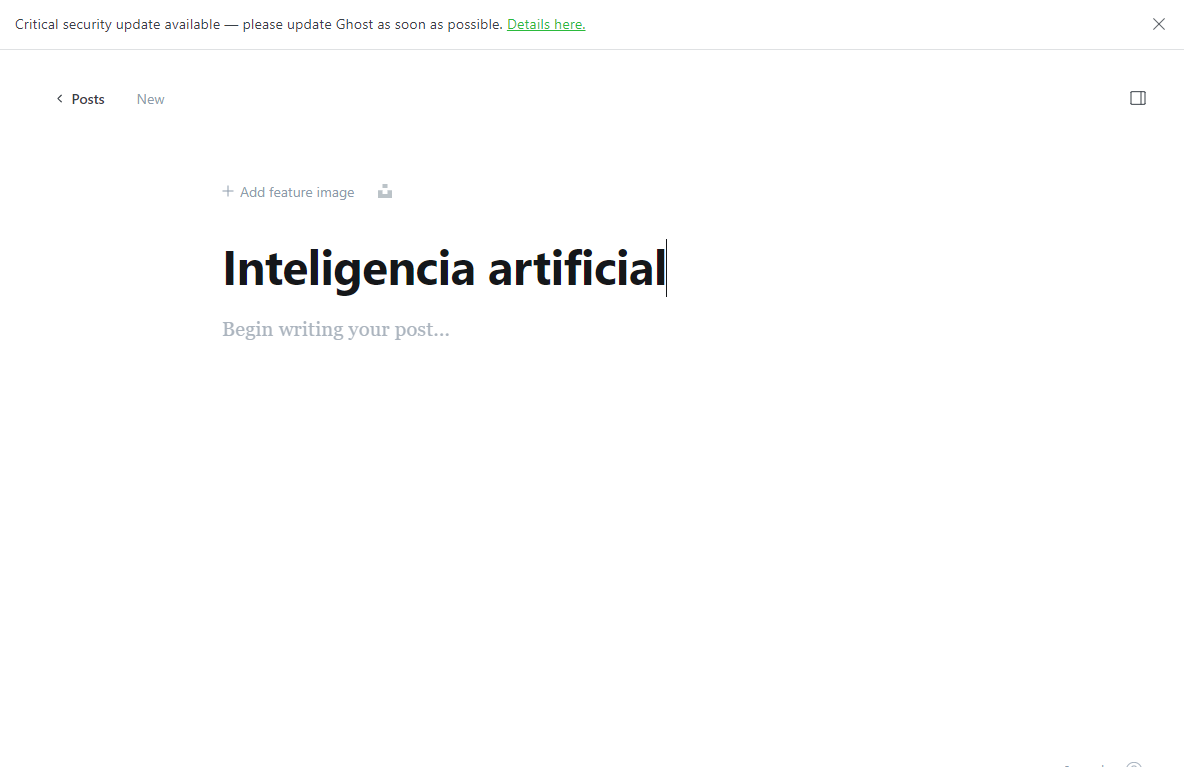 Critical security update available — please update Ghost as soon as possible. Details here.
Posts New
Add feature image
Inteligencia artificial
Begin writing your post...